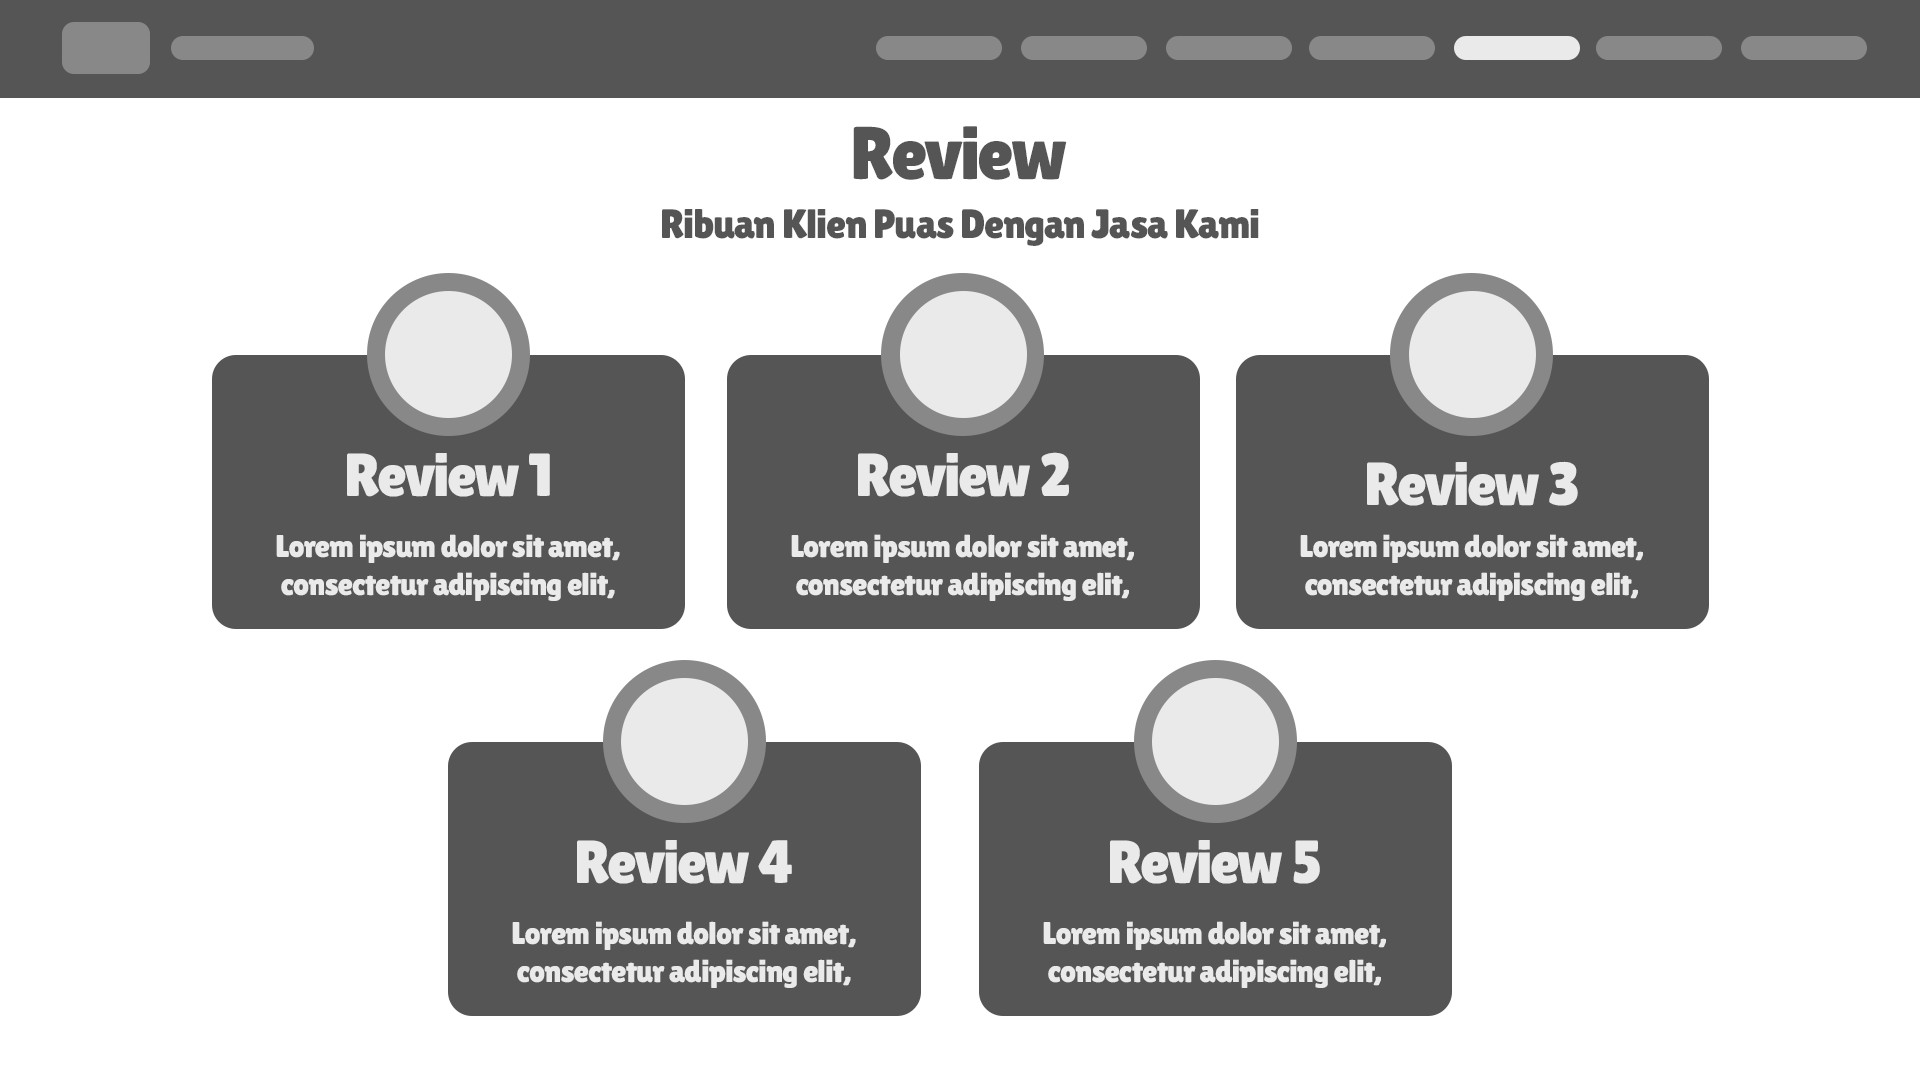 Review
Ribuan Klien Puas Dengan Jasa Kami
Review 1
Lorem ipsum dolor sit amet,
consectetur adipiscing elit,
Review 2
Lorem ipsum dolor sit amet,
consectetur adipiscing elit,
Review 3
Lorem ipsum dolor sit amet,
consectetur adipiscing elit,
Review 4
Lorem ipsum dolor sit amet,
consectetur adipiscing elit,
Review 5
Lorem ipsum dolor sit amet,
consectetur adipiscing elit,